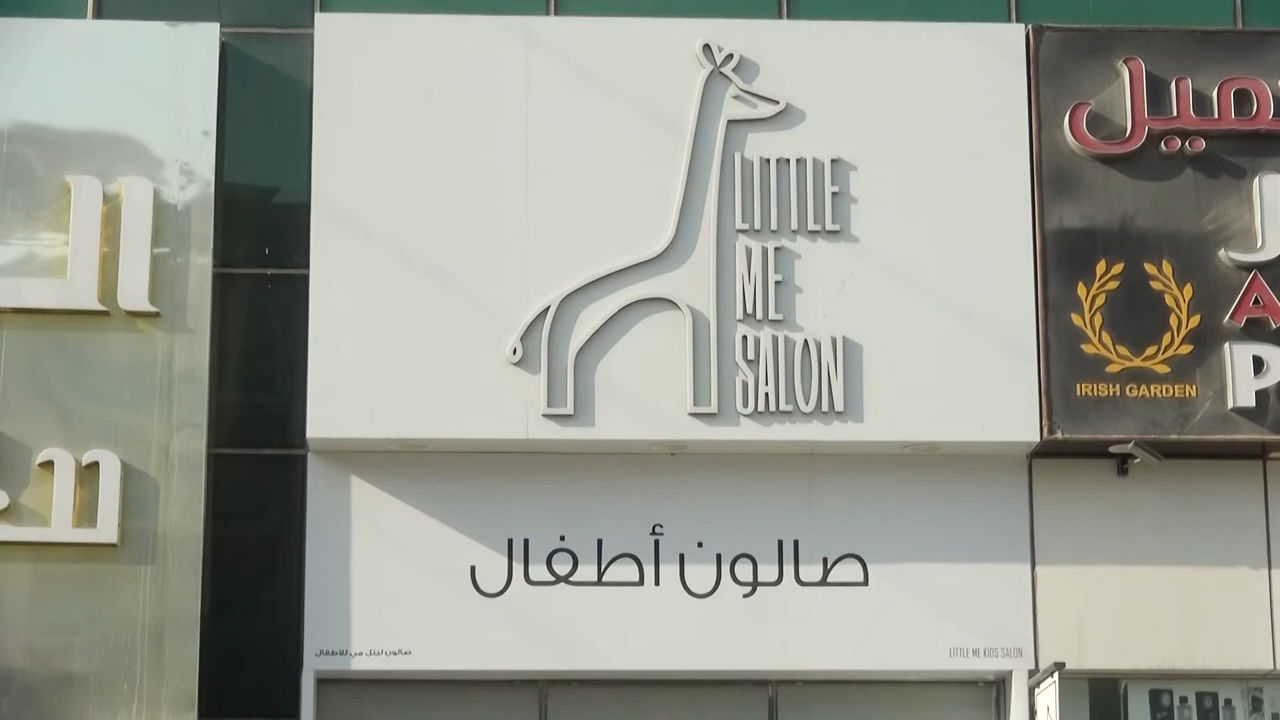 LITTLE
ME
SALON
صالون أطفال
صالون ليتل مي للأطفال
LITTLE ME KIDS SALON
IRISH GARDEN